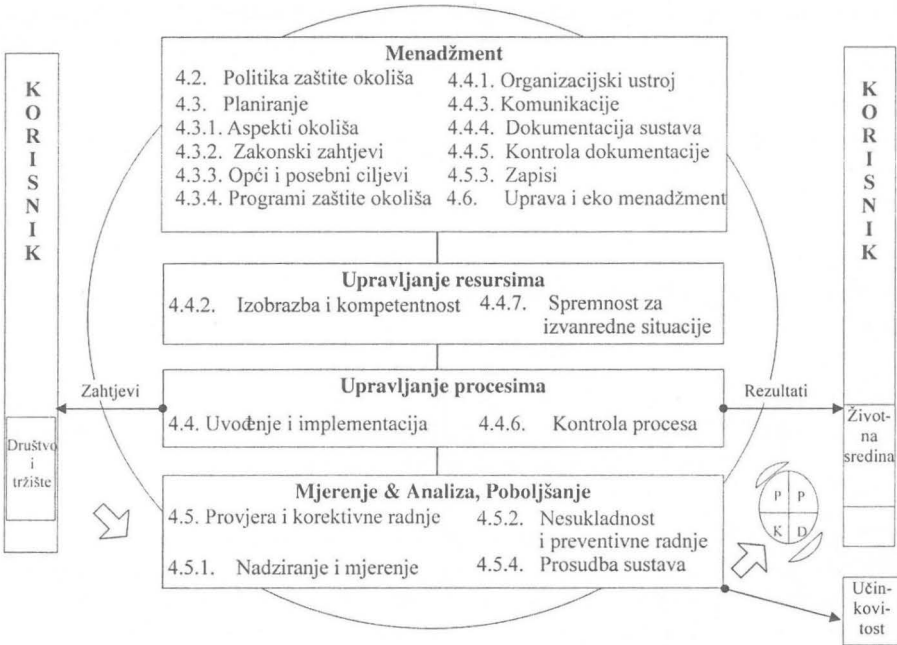 KORISNIK
Menadžment
4.2. Politika zaštite okoliša
4.3. Planiranje
4.3.1. Aspekti okoliša
4.3.2. Zakonski zahtjevi
4.3.3. Opći i posebni ciljevi
4.3.4. Programi zaštite okoliša
4.4.1. Organizacijski ustroj
4.4.3. Komunikacije
4.4.4. Dokumentacija sustava
4.4.5. Kontrola dokumentacije
4.5.3. Zapisi
4.6. Uprava i eko menadžment
KORISNIK
Upravljanje resursima
4.4.2. Izobrazba i kompetentnost
4.4.7. Spremnost za
izvanredne situacije
Zahtjevi
Upravljanje procesima
4.4. Uvođenje i implementacija
4.4.6. Kontrola procesa
Rezultati
Društvo
i
tržište
Život-
na
sredina
Mjerenje & Analiza, Poboljšanje
4.5. Provjera i korektivne radnje
4.5.1. Nadziranje i mjerenje
4.5.2. Nesukladnost
i preventivne radnje
4.5.4. Prosudba sustava
P P
K D
Učin-
kovi-
tost